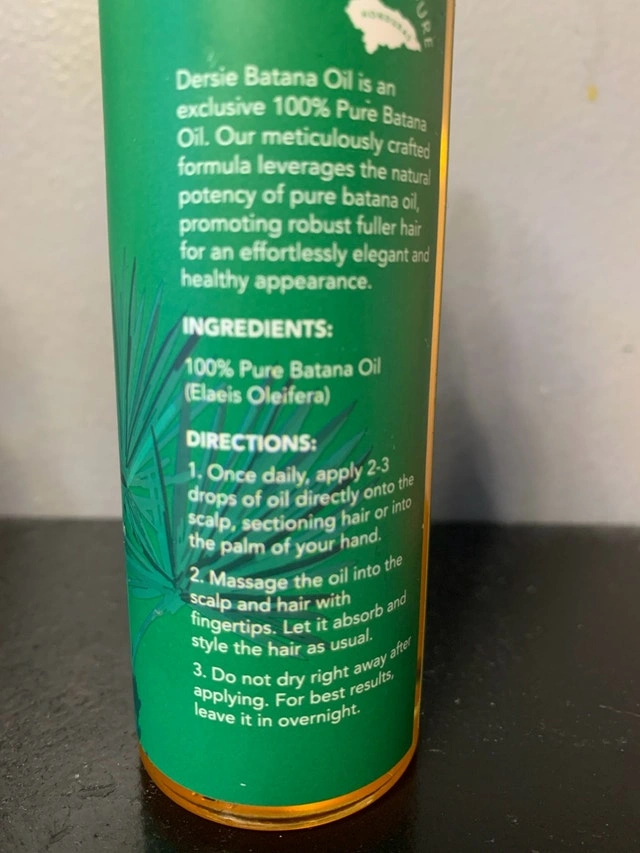 URE
HONDURAS
Dersie Batana Oil is an
exclusive 100% Pure Batana
Oil. Our meticulously crafted
formula leverages the natural
potency of pure batana oil,
promoting robust fuller hair
for an effortlessly elegant and
healthy appearance.
INGREDIENTS:
100% Pure Batana Oil
(Elaeis Oleifera)
DIRECTIONS:
1. Once daily, apply 2-3
drops of oil directly onto the
scalp, sectioning hair or into
the palm of your hand.
2. Massage the oil into the
scalp and hair with
fingertips. Let it absorb and
style the hair as usual.
3. Do not dry right away after
applying. For best results,
leave it in overnight.